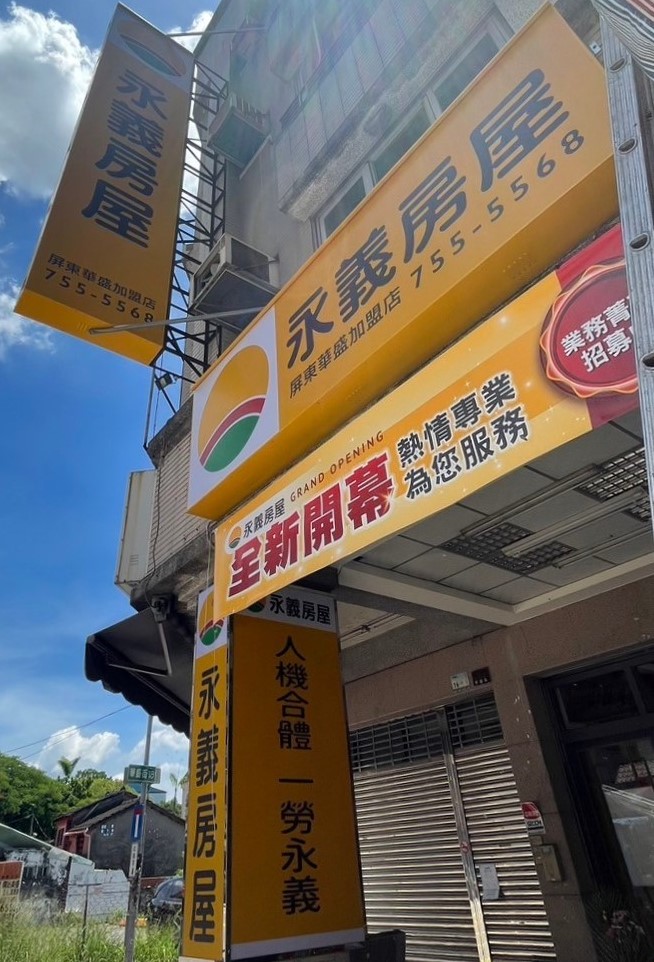 永義房屋
屏東華盛加盟店
755-5568
永義房屋
屏東華盛加盟店 755-5568
業務菁
招募
永義房屋 GRAND OPENING
全新開幕
熱情專業
為您服務
永義房屋
永義房屋
人機合體 一勞永義